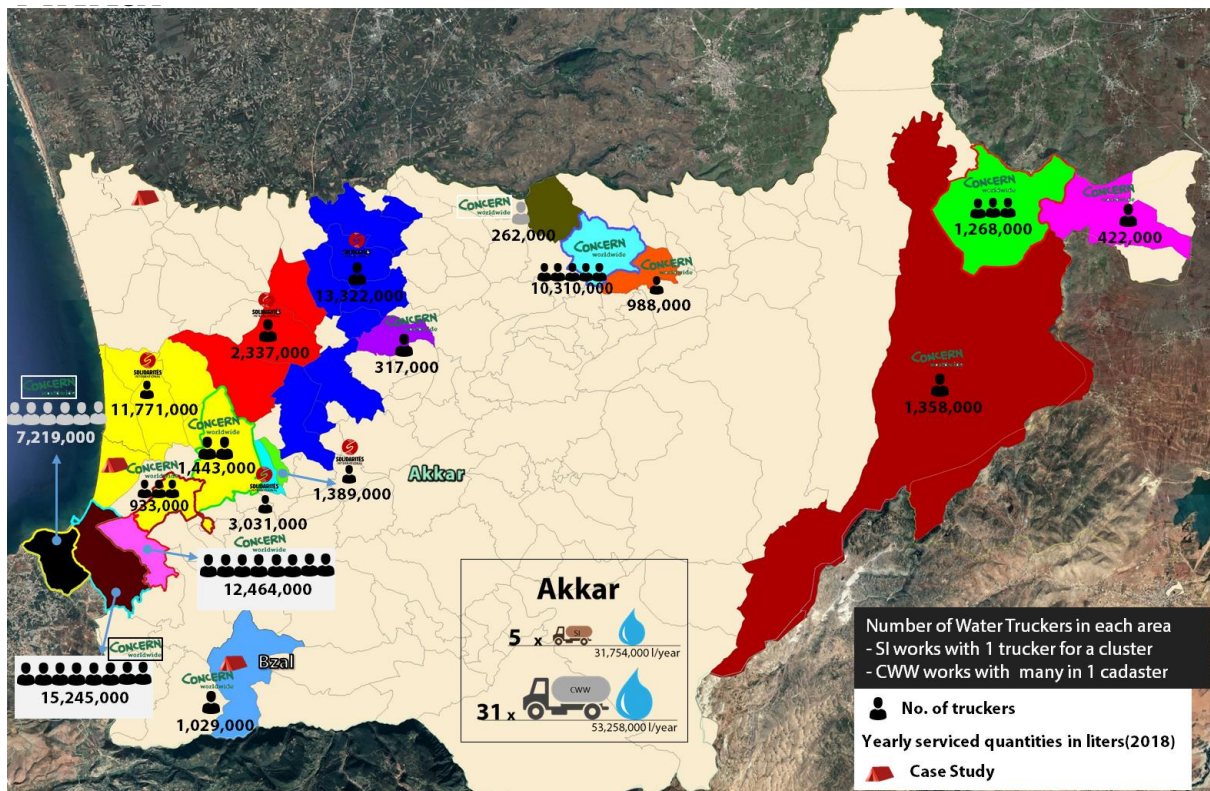 CONCERN
worldwide
262,000
CONCERN
worldwide
10,310,000
CONCERN
worldwide
988,000
CONCERN
worldwide
1,268,000
CONCERN
worldwide
422,000
13,322,000
SOLIDARITÉS
2,337,000
CONCERN
worldwide
317,000
SOLIDARITÉS
INTERNATIONAL
11,771,000
CONCERN
worldwide
1,358,000
CONCERN
7,219,000
CONCERN
worldwide
1,443,000
CONCERN
worldwide
933,000
SOLIDARITÉS
3,031,000
SOLIDARITÉS
1,389,000
Akkar
CONCERN
worldwide
12,464,000
CONCERN
worldwide
15,245,000
Bzal
CONCERN
worldwide
1,029,000
Akkar
5 x SI
31,754,000 l/year
31 x CWW
53,258,000 l/year
Number of Water Truckers in each area
- SI works with 1 trucker for a cluster
- CWW works with many in 1 cadaster
No. of truckers
Yearly serviced quantities in liters(2018)
Case Study